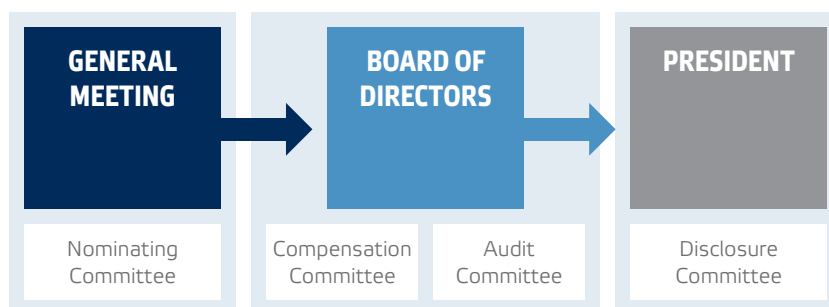 GENERAL
MEETING
BOARD OF
DIRECTORS
PRESIDENT
Nominating
Committee
Compensation
Committee
Audit
Committee
Disclosure
Committee